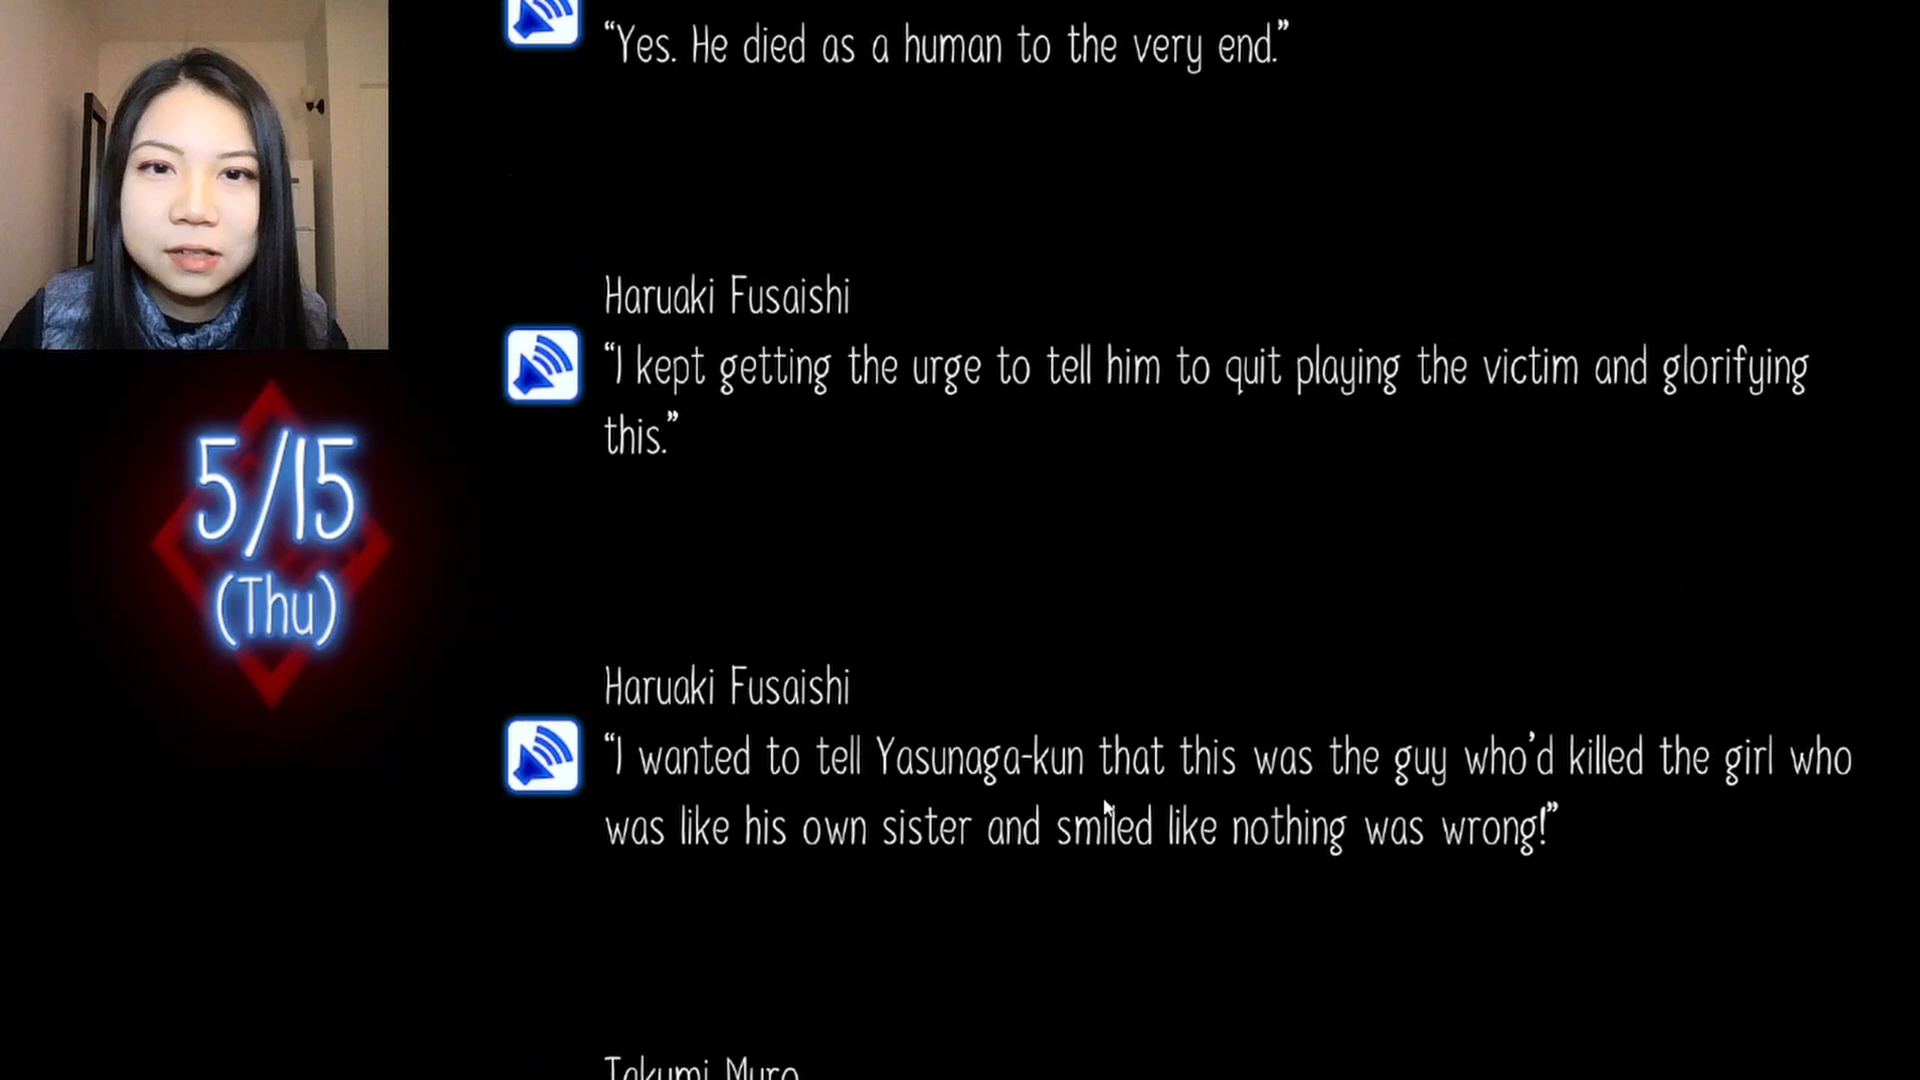 “Yes. He died as a human to the very end.”
Haruaki Fusaishi
“I kept getting the urge to tell him to quit playing the victim and glorifying
this.”
5/15
(Thu)
Haruaki Fusaishi
“I wanted to tell Yasunaga-kun that this was the guy who’d killed the girl who
was like his own sister and smiled like nothing was wrong!”
Takumi Muro